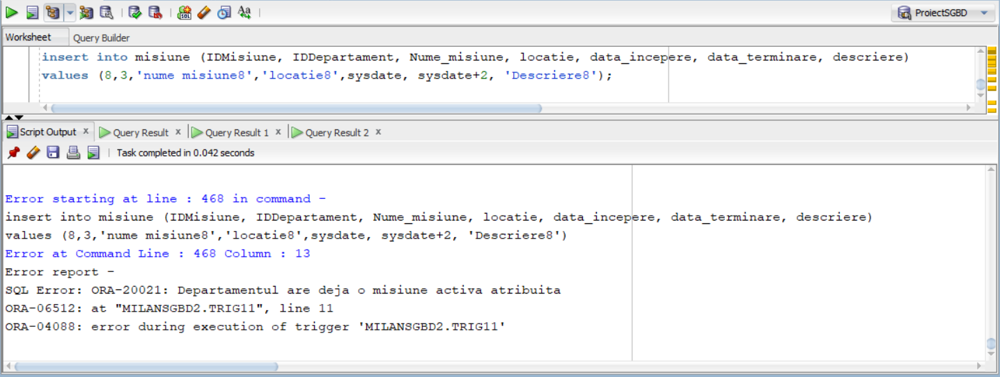 ProiectSGBD
Worksheet Query Builder
insert into misiune (IDMisiune, IDDepartament, Nume_misiune, locatie, data_incepere, data_terminare, descriere)
values (8,3,'nume misiune8','locatie8',sysdate, sysdate+2, 'Descriere8');
Script Output x Query Result x Query Result 1 x Query Result 2 x
Task completed in 0.042 seconds
Error starting at line : 468 in command -
insert into misiune (IDMisiune, IDDepartament, Nume_misiune, locatie, data_incepere, data_terminare, descriere)
values (8,3,'nume misiune8','locatie8',sysdate, sysdate+2, 'Descriere8')
Error at Command Line : 468 Column : 13
Error report -
SQL Error: ORA-20021: Departamentul are deja o misiune activa atribuita
ORA-06512: at "MILANSGBD2.TRIG11", line 11
ORA-04088: error during execution of trigger 'MILANSGBD2.TRIG11'